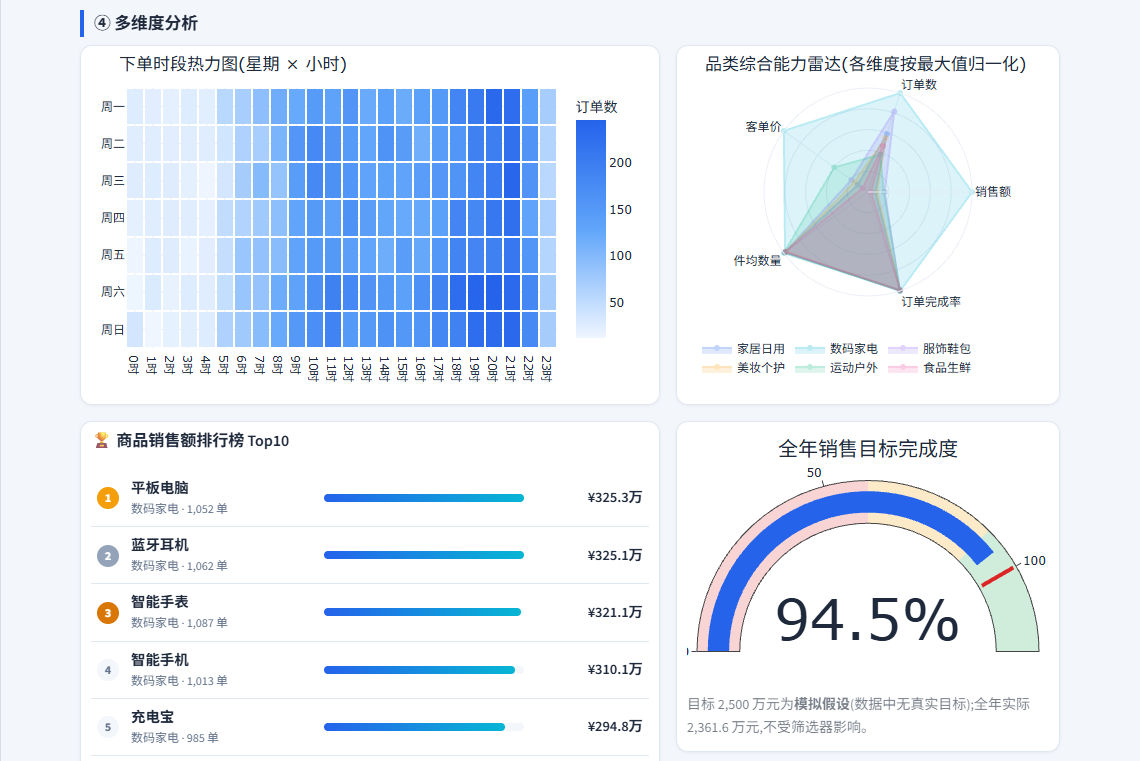 ④ 多维度分析
下单时段热力图(星期 × 小时)
周一
周二
周三
周四
周五
周六
周日
0时
1时
2时
3时
4时
5时
6时
7时
8时
9时
10时
11时
12时
13时
14时
15时
16时
17时
18时
19时
20时
21时
22时
23时
订单数
200
150
100
50
品类综合能力雷达(各维度按最大值归一化)
订单数
客单价
销售额
件均数量
订单完成率
家居日用 数码家电 服饰鞋包
美妆个护 运动户外 食品生鲜
🏆 商品销售额排行榜 Top10
1 平板电脑 ¥325.3万
数码家电 · 1,052 单
2 蓝牙耳机 ¥325.1万
数码家电 · 1,062 单
3 智能手表 ¥321.1万
数码家电 · 1,087 单
4 智能手机 ¥310.1万
数码家电 · 1,013 单
5 充电宝 ¥294.8万
数码家电 · 985 单
全年销售目标完成度
50
100
94.5%
目标 2,500 万元为模拟假设(数据中无真实目标);全年实际
2,361.6 万元,不受筛选器影响。